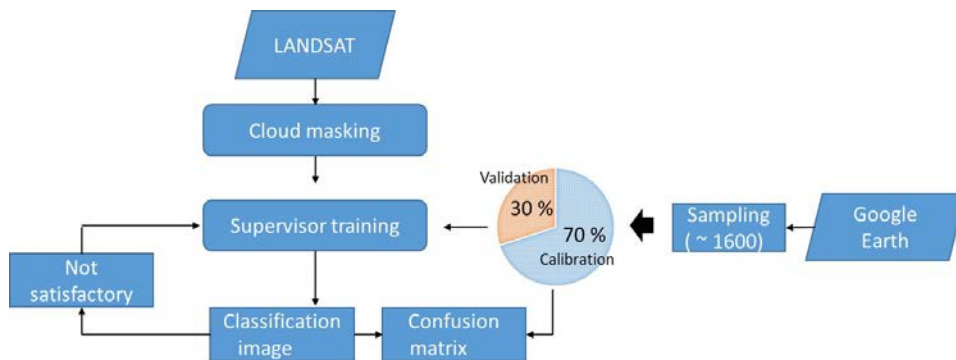 LANDSAT
Cloud masking
Supervisor training
Validation
30 %
70 %
Calibration
Sampling
( ~ 1600)
Google
Earth
Not
satisfactory
Classification
image
Confusion
matrix